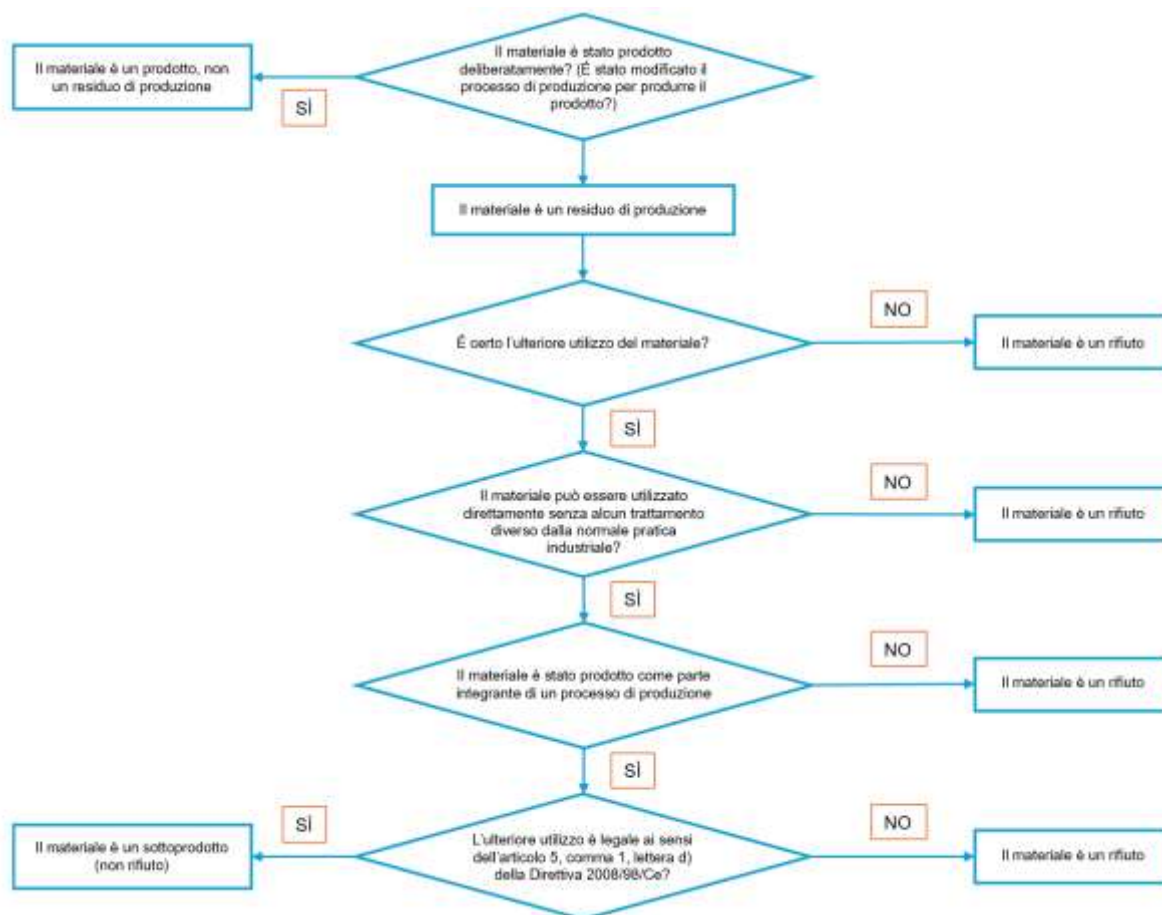 Il materiale è stato prodotto
deliberatamente? (É stato modificato il
processo di produzione per produrre il
prodotto?)
Il materiale è un prodotto, non
un residuo di produzione
SÌ
Il materiale è un residuo di produzione
É certo l'ulteriore utilizzo del materiale?
NO
Il materiale è un rifiuto
SÌ
Il materiale può essere utilizzato
direttamente senza alcun trattamento
diverso dalla normale pratica
industriale?
NO
Il materiale è un rifiuto
SÌ
Il materiale è stato prodotto come parte
integrante di un processo di produzione
NO
Il materiale è un rifiuto
SÌ
L'ulteriore utilizzo è legale ai sensi
dell'articolo 5, comma 1, lettera d)
della Direttiva 2008/98/Ce?
SÌ
Il materiale è un sottoprodotto
(non rifiuto)
NO
Il materiale è un rifiuto